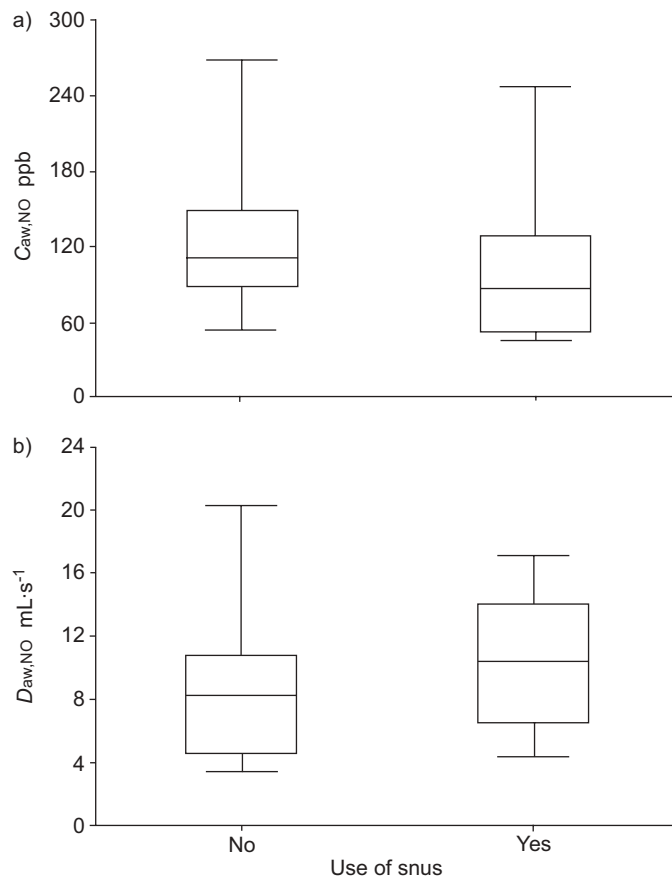 a)
300
240
180
120
60
0
Caw,NO ppb
b)
24
20
16
12
8
4
0
Daw,NO mL·s-1
No
Yes
Use of snus